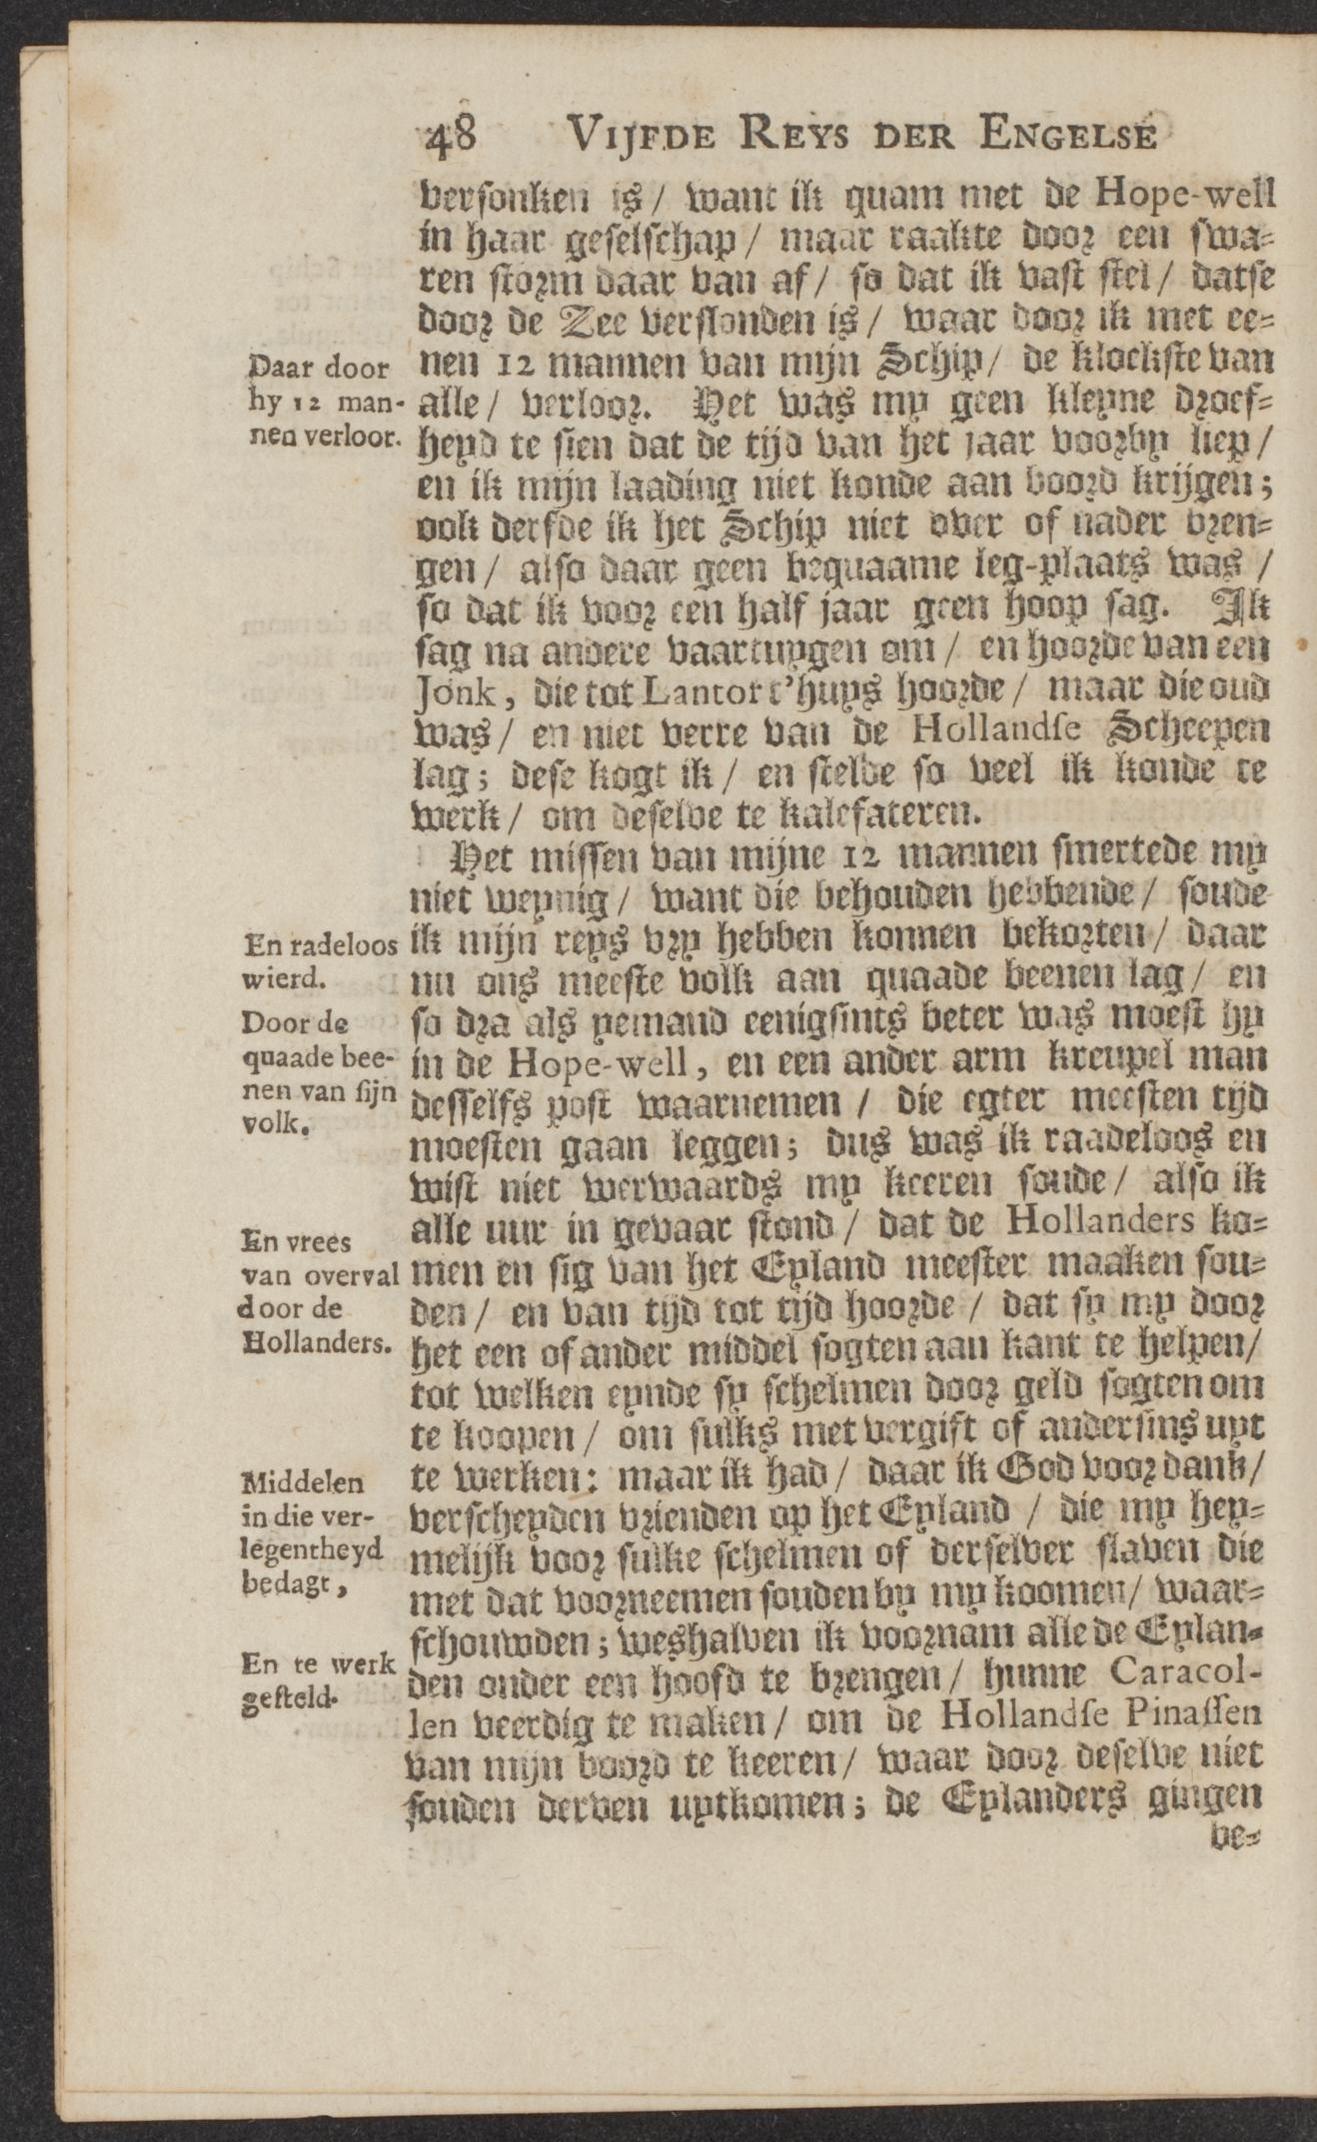 48 VIJFDE REYS DER ENGELSE
versonken is / want ik quam met de Hope-well
in haar geselschap / maar raakte door een swa-
ren storm daar van af / so dat ik vast stel / datse
door de Zee verslonden is / waar door ik met ee-
nen 12 mannen van mijn Schip / de klockste van
alle / verloor. Het was my geen kleyne droef-
heyd te sien dat de tijd van het jaar voorby liep /
en ik mijn laading niet konde aan boord krijgen;
ook derfde ik het Schip niet over of nader bren-
gen / also daar geen bequaame leg-plaats was /
so dat ik voor een half jaar geen hoop sag. Ik
sag na andere vaartuygen om / en hoorde van een
Jonk, die tot Lantor t'huys hoorde / maar die oud
was / en niet verre van de Hollandse Scheepen
lag; dese kogt ik / en stelde so veel ik konde te
werk / om deselve te kalefateren.
Het missen van mijne 12 mannen smertede my
niet weynig / want die behouden hebbende / soude
ik mijn reys vry hebben konnen bekorten / daar
nu ons meeste volk aan quaade beenen lag / en
so dra als yemand eenigsints beter was moest hy
in de Hope-well, en een ander arm kreupel man
desselfs post waarnemen / die egter meesten tijd
moesten gaan leggen; dus was ik raadeloos en
wist niet werwaards my keeren soude / also ik
alle uur in gevaar stond / dat de Hollanders ko-
men en sig van het Eyland meester maaken sou-
den / en van tijd tot tijd hoorde / dat sy my door
het een of ander middel sogten aan kant te helpen /
tot welken eynde sy schelmen door geld sogten om
te koopen / om sulks met vergift of andersins uyt
te werken: maar ik had / daar ik God voor dank /
verscheyden vrienden op het Eyland / die my hey-
melijk voor sulke schelmen of derselver slaven die
met dat voorneemen souden by my koomen / waar-
schouwden; weshalven ik voornam alle de Eylan-
den onder een hoofd te brengen / hunne Caracol-
len veerdig te maken / om de Hollandse Pinassen
van mijn boord te keeren / waar door deselve niet
souden derven uytkomen; de Eylanders gingen
be-
Daar door
hy 12 man-
nen verloor.
En radeloos
wierd.
Door de
quaade bee-
nen van sijn
volk.
En vrees
van overval
door de
Hollanders.
Middelen
in die ver-
legentheyd
bedagt,
En te werk
gesteld.